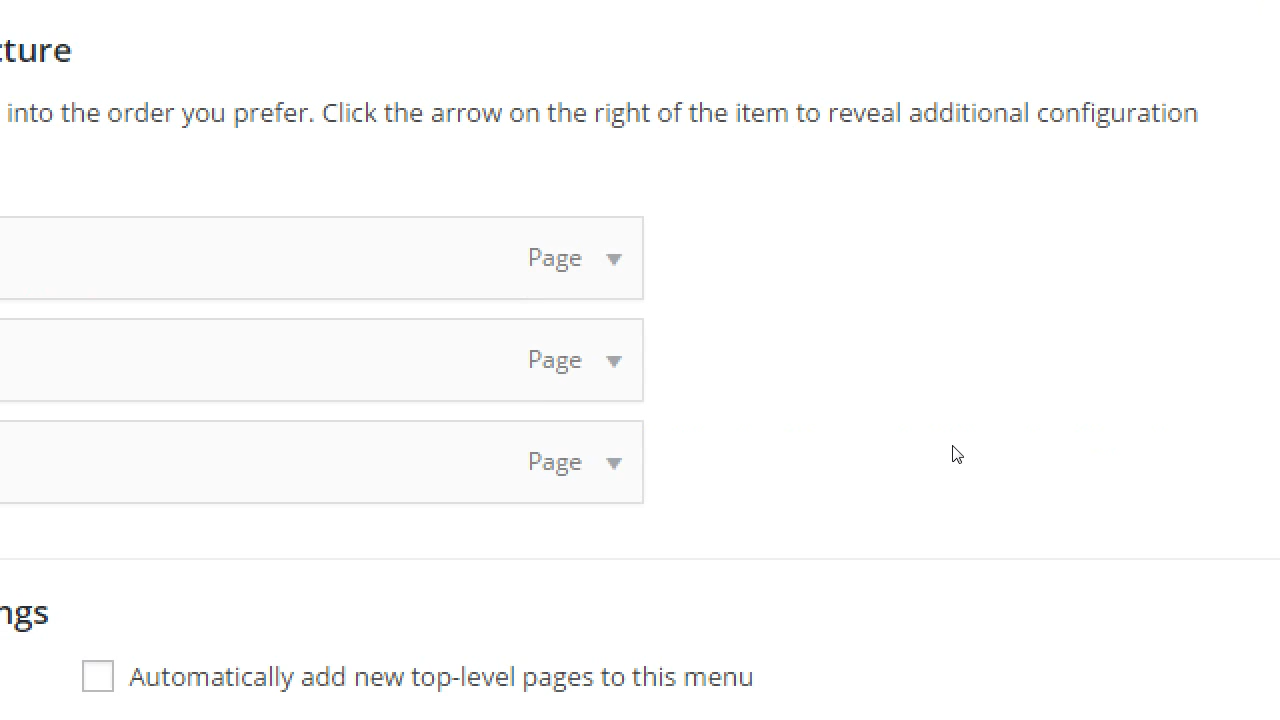 cture
into the order you prefer. Click the arrow on the right of the item to reveal additional configuration
Page
Page
Page
ngs
Automatically add new top-level pages to this menu